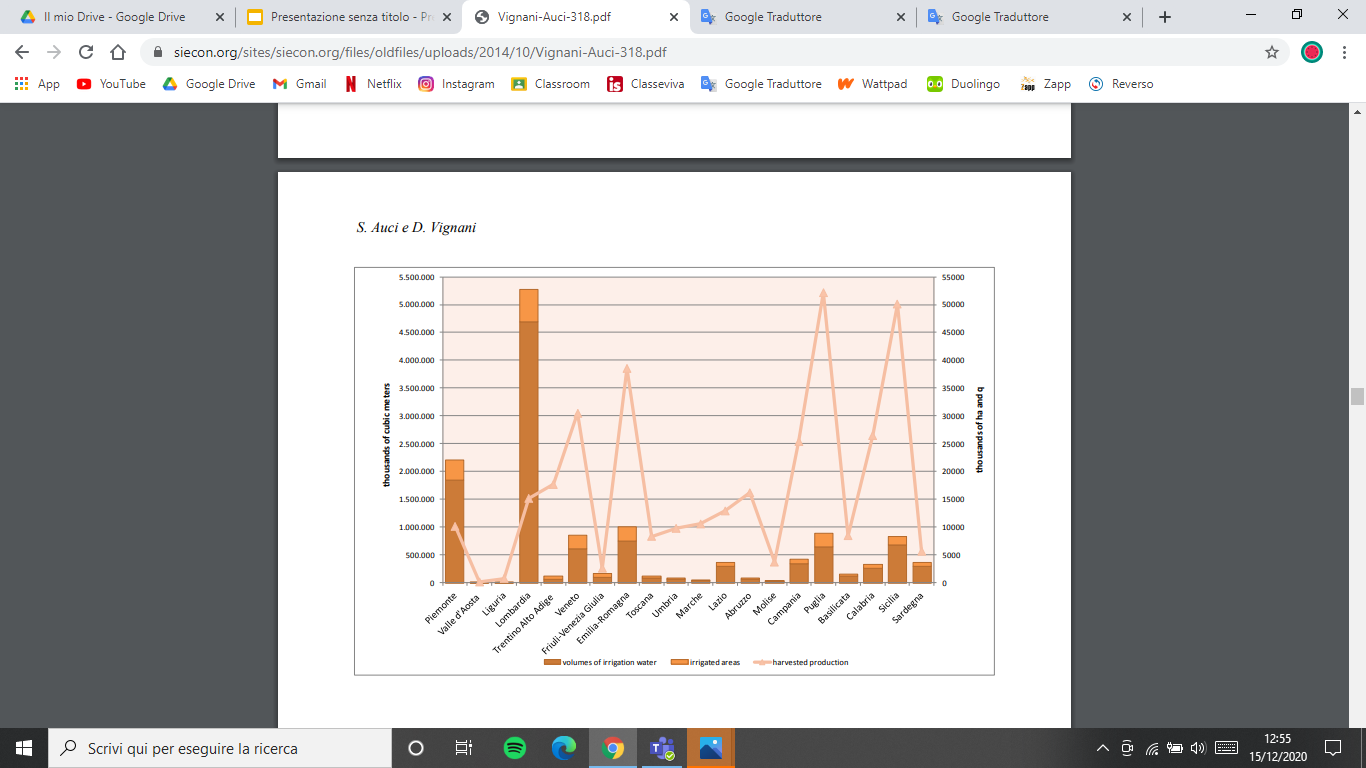 Il mio Drive - Google Drive
Presentazione senza titolo - Pr
Vignani-Auci-318.pdf
Google Traduttore
Google Traduttore
siecon.org/sites/siecon.org/files/oldfiles/uploads/2014/10/Vignani-Auci-318.pdf
App YouTube Google Drive Gmail Netflix Instagram Classroom Classeviva Google Traduttore Wattpad Duolingo Zapp Reverso
S. Auci e D. Vignani
thousands of cubic meters
5.500.000
5.000.000
4.500.000
4.000.000
3.500.000
3.000.000
2.500.000
2.000.000
1.500.000
1.000.000
500.000
0
55000
50000
45000
40000
35000
30000
25000
20000
15000
10000
5000
0
thousands of ha and q
Piemonte
Valle d'Aosta
Liguria
Lombardia
Trentino Alto Adige
Veneto
Friuli-Venezia Giulia
Emilia-Romagna
Toscana
Umbria
Marche
Lazio
Abruzzo
Molise
Campania
Puglia
Basilicata
Calabria
Sicilia
Sardegna
volumes of irrigation water irrigated areas harvested production
Scrivi qui per eseguire la ricerca
12:55
15/12/2020